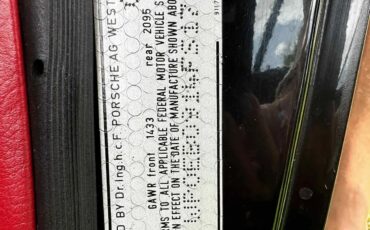 D BY Dr.Ing.h.c.F. PORSCHE AG WEST
GAWR front 1433 rear 2095
MS TO ALL APPLICABLE FEDERAL MOTOR VEHICLE S
N EFFECT ON THE DATE OF MANUFACTURE SHOWN ABO
9117